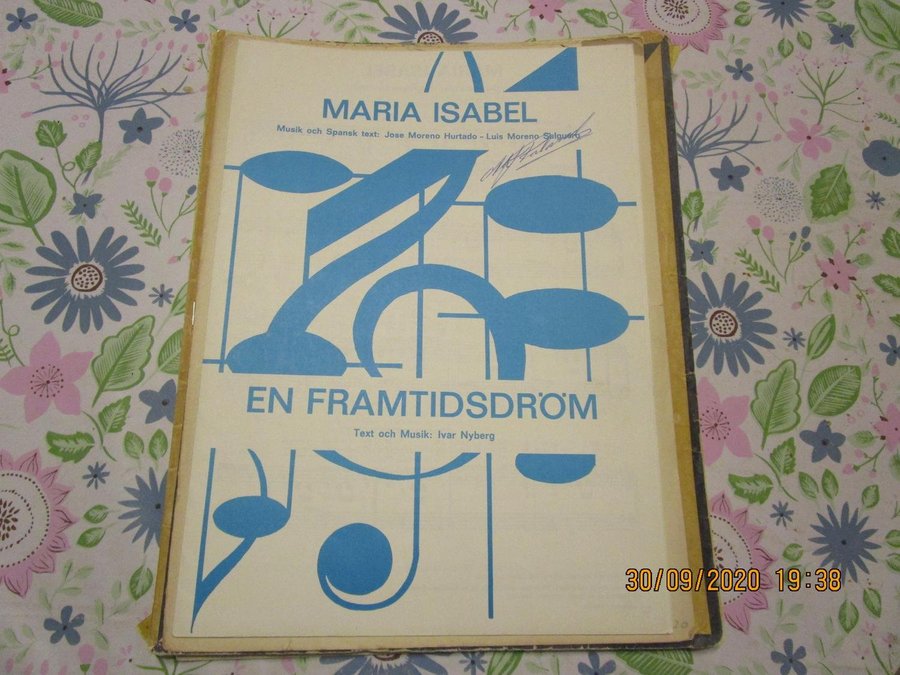 MARIA ISABEL
Musik och Spansk text: Jose Moreno Hurtado - Luis Moreno Salguero
EN FRAMTIDSDRÖM
Text och Musik: Ivar Nyberg
30/09/2020 19:38